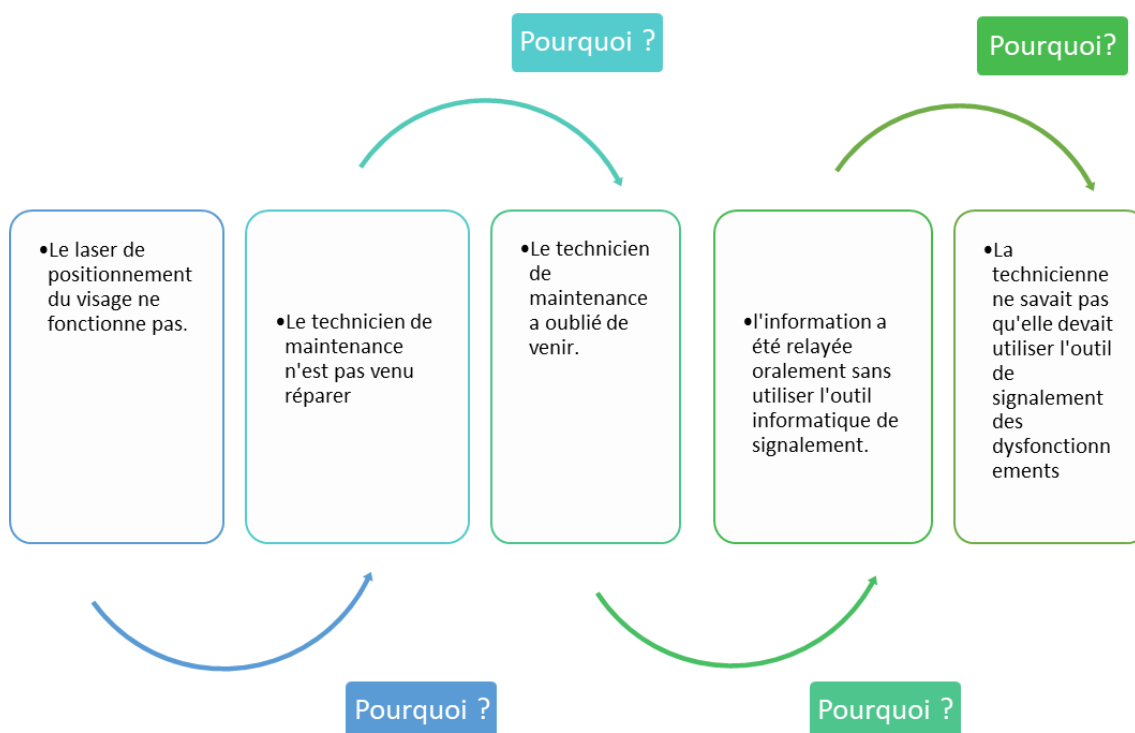 Pourquoi ?
Pourquoi?
•Le laser de
positionnement
du visage ne
fonctionne pas.
•Le technicien de
maintenance
n'est pas venu
réparer
•Le technicien
de
maintenance
a oublié de
venir.
•l'information a
été relayée
oralement sans
utiliser l'outil
informatique de
signalement.
•La
technicienne
ne savait pas
qu'elle devait
utiliser l'outil
de
signalement
des
dysfonctionn
ements
Pourquoi ?
Pourquoi ?